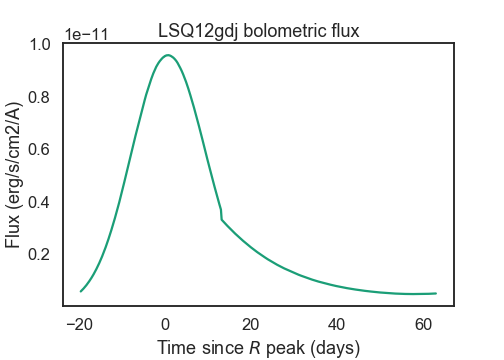 LSQ12gdj bolometric flux
1e−11
1.0
0.8
0.6
0.4
0.2
Flux (erg/s/cm2/A)
−20 0 20 40 60
Time since R peak (days)